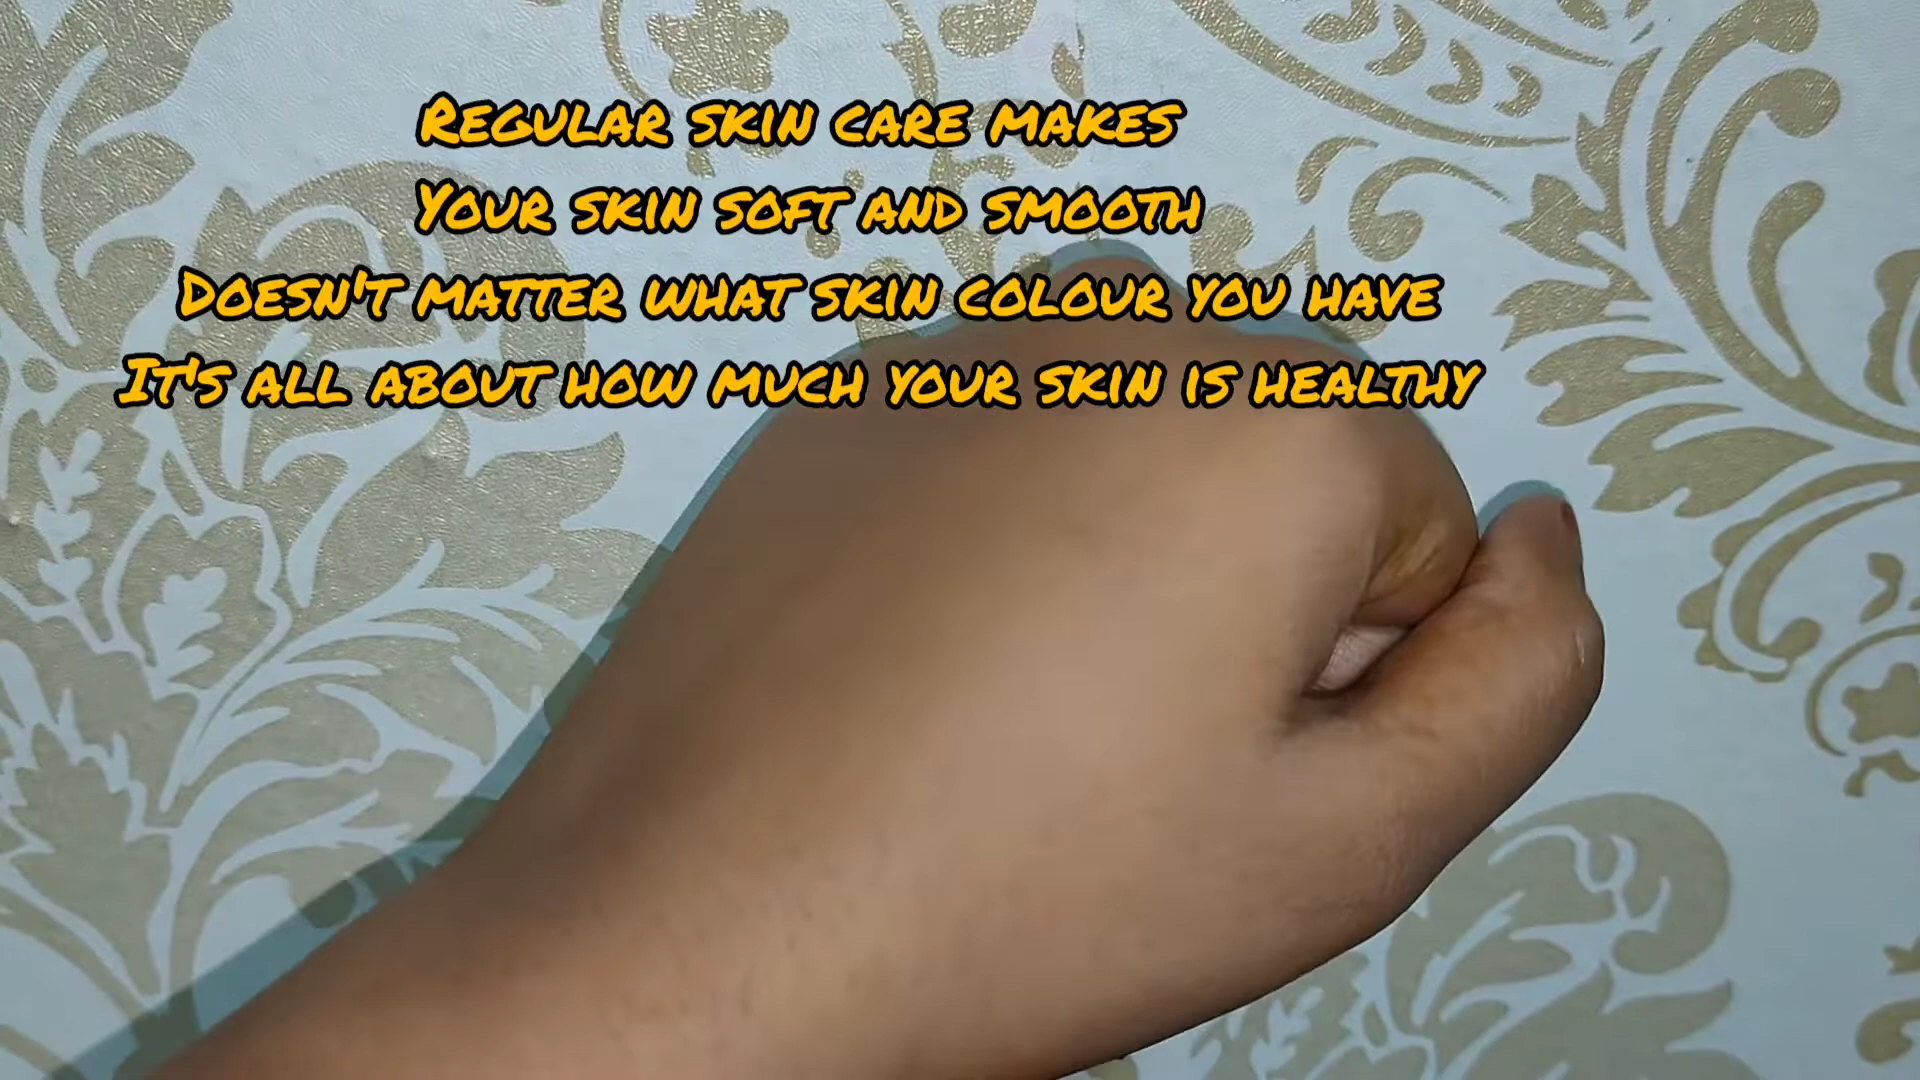 Regular skin care makes
Your skin soft and smooth
Doesn't matter what skin colour you have
It's all about how much your skin is healthy